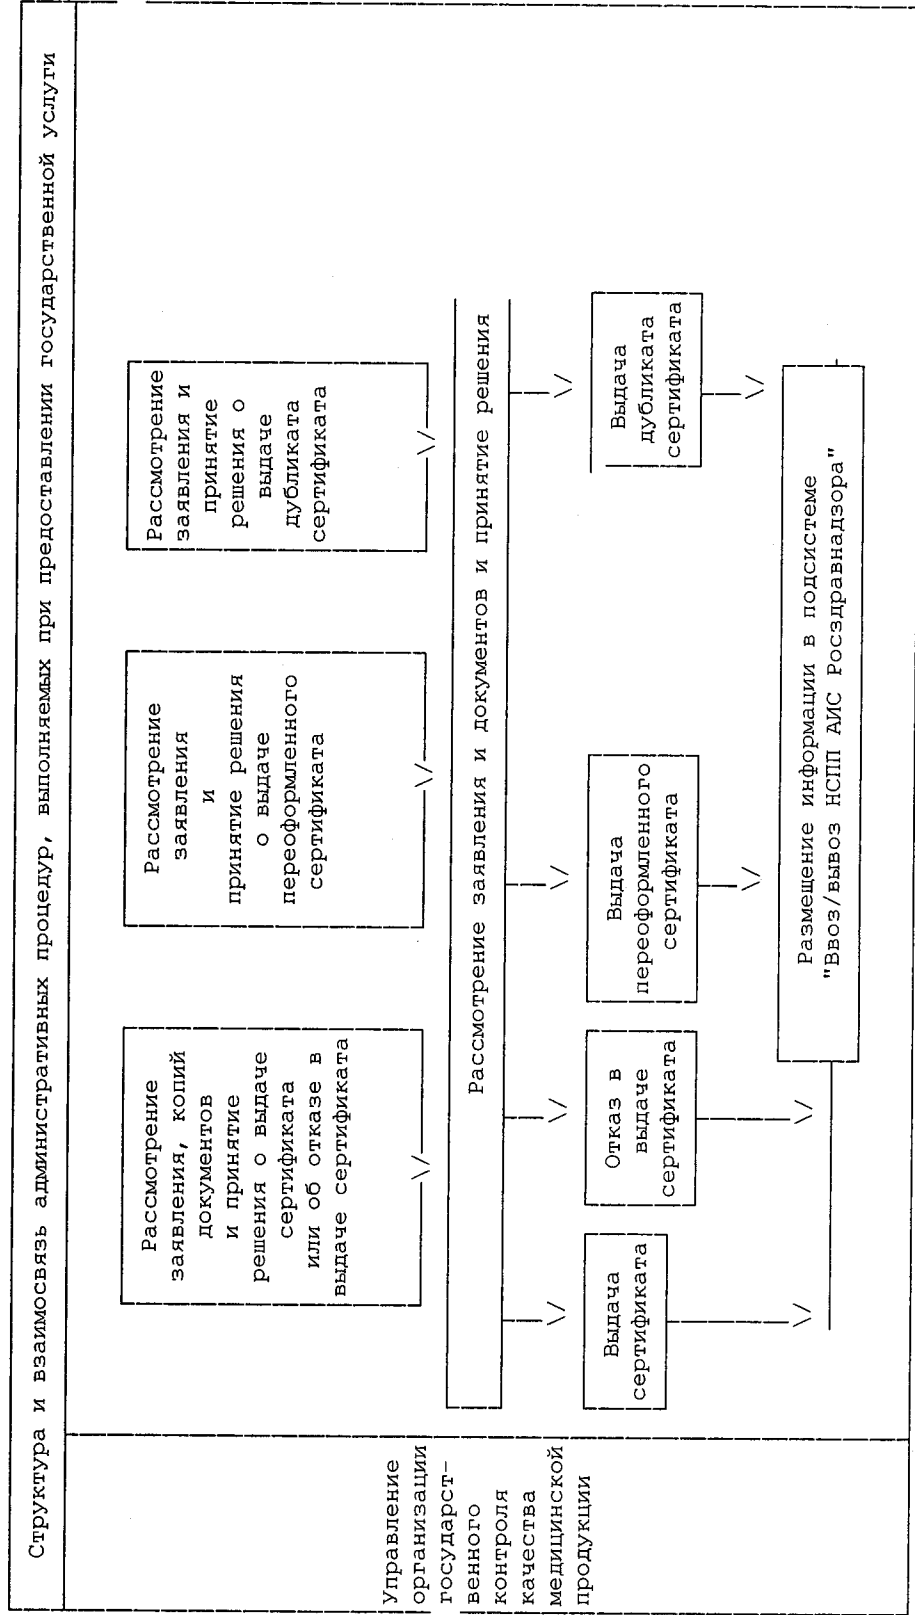 Структура и взаимосвязь административных процедур, выполняемых при предоставлении государственной услуги
Управление
организации
государст-
венного
контроля
качества
медицинской
продукции
Рассмотрение
заявления, копий
документов
и принятие
решения о выдаче
сертификата
или об отказе в
выдаче сертификата
Рассмотрение
заявления
и
принятие решения
о выдаче
переоформленного
сертификата
Рассмотрение
заявления и
принятие
решения о
выдаче
дубликата
сертификата
Рассмотрение заявления и документов и принятие решения
Выдача
сертификата
Отказ в
выдаче
сертификата
Выдача
переоформленного
сертификата
Выдача
дубликата
сертификата
Размещение информации в подсистеме
"Ввоз/вывоз НСПП АИС Росздравнадзора"